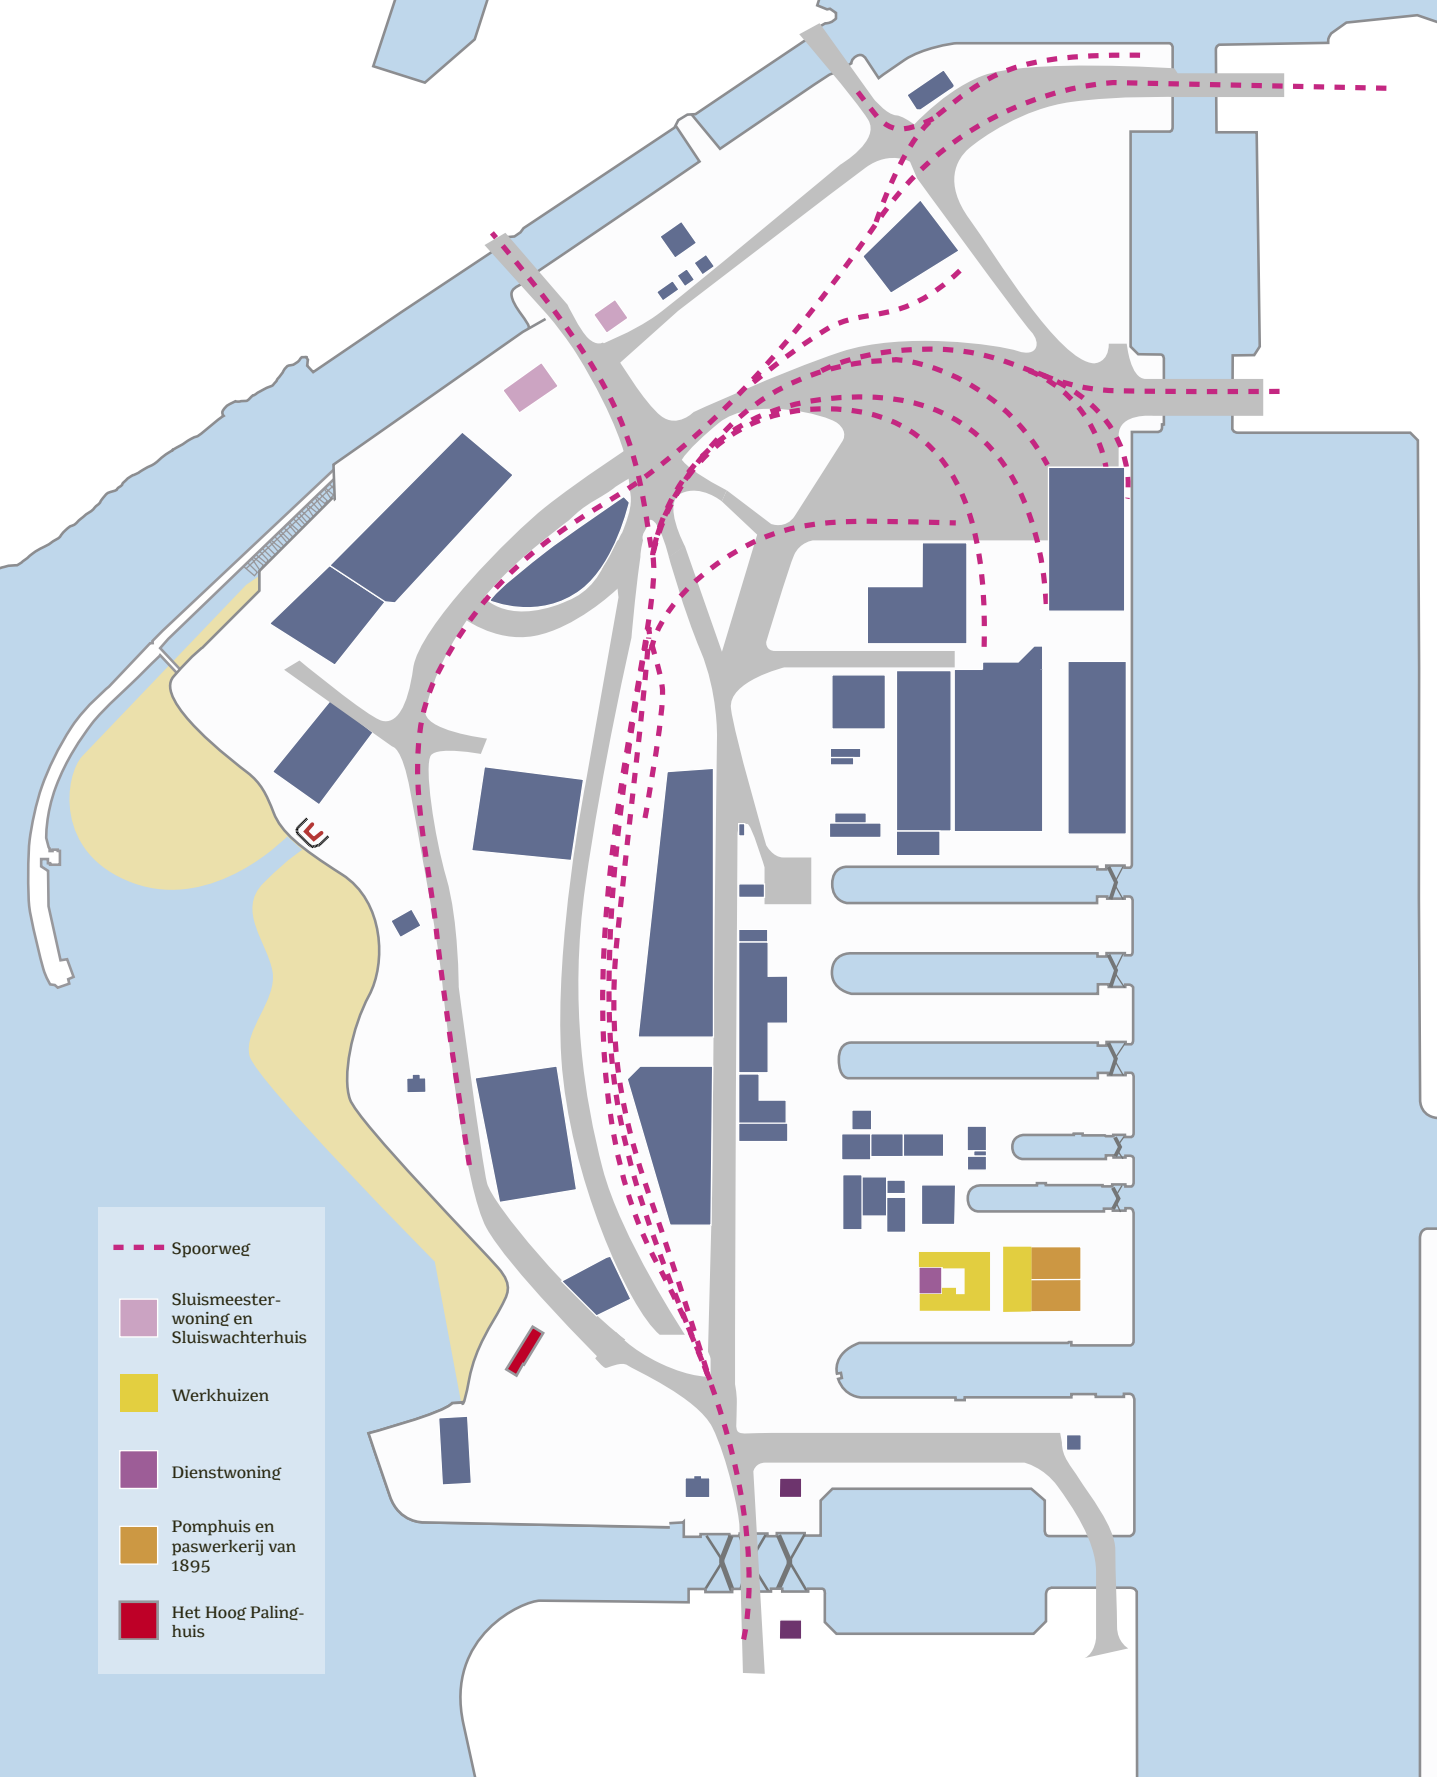 Spoorweg
Sluismeester-
woning en
Sluiswachterhuis
Werkhuizen
Dienstwoning
Pomphuis en
paswerkerij van
1895
Het Hoog Paling-
huis